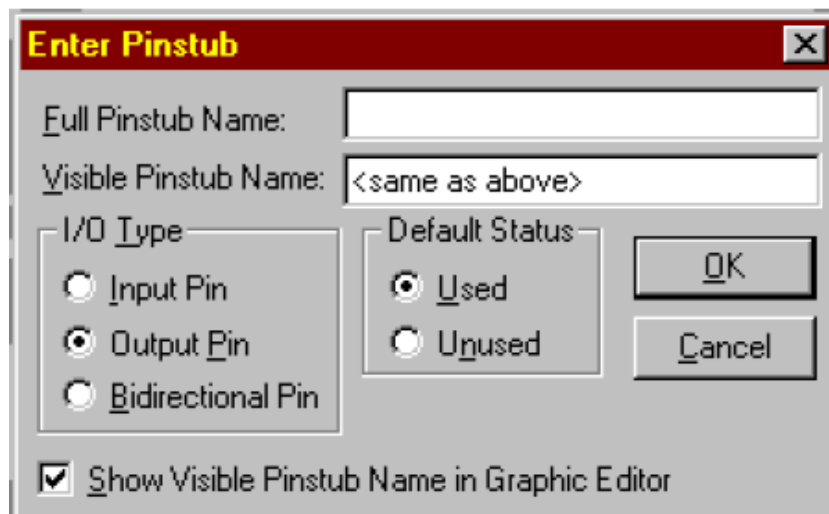 Enter Pinstub
Full Pinstub Name:
Visible Pinstub Name: <same as above>
I/O Type
Input Pin
Output Pin
Bidirectional Pin
Default Status
Used
Unused
OK
Cancel
Show Visible Pinstub Name in Graphic Editor